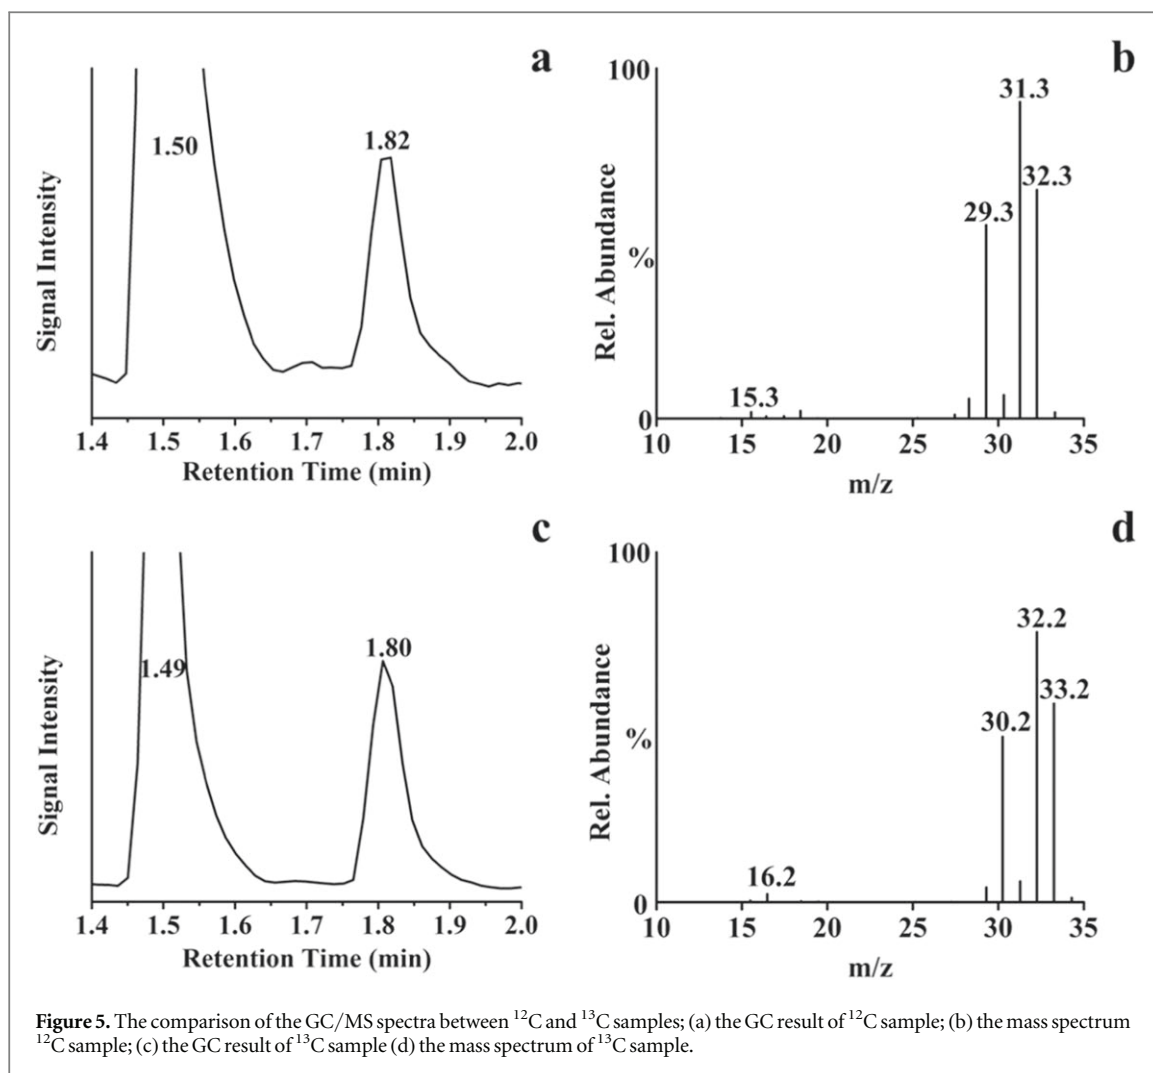 a
1.50
1.82
Signal Intensity
1.4 1.5 1.6 1.7 1.8 1.9 2.0
Retention Time (min)
b
100
31.3
32.3
29.3
Rel. Abundance
%
15.3
0
10 15 20 25 30 35
m/z
c
1.49
1.80
Signal Intensity
1.4 1.5 1.6 1.7 1.8 1.9 2.0
Retention Time (min)
d
100
32.2
33.2
30.2
Rel. Abundance
%
16.2
0
10 15 20 25 30 35
m/z
Figure 5. The comparison of the GC/MS spectra between ¹²C and ¹³C samples; (a) the GC result of ¹²C sample; (b) the mass spectrum
¹²C sample; (c) the GC result of ¹³C sample (d) the mass spectrum of ¹³C sample.